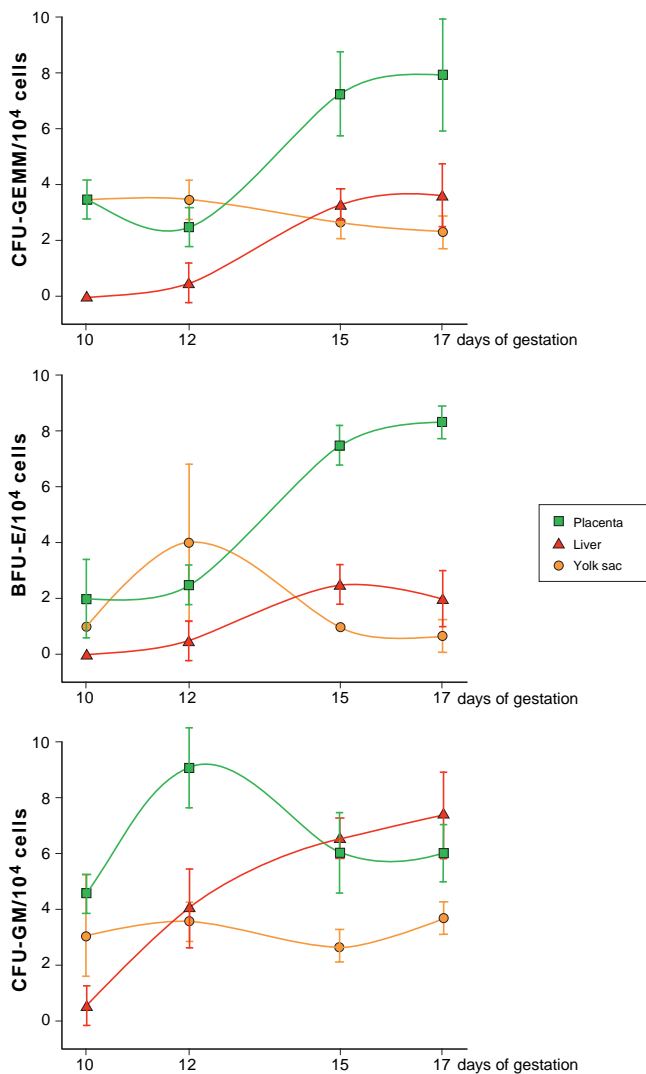 CFU-GEMM/10⁴ cells
10
8
6
4
2
0
10 12 15 17 days of gestation
BFU-E/10⁴ cells
10
8
6
4
2
0
10 12 15 17 days of gestation
Placenta
Liver
Yolk sac
CFU-GM/10⁴ cells
10
8
6
4
2
0
10 12 15 17 days of gestation